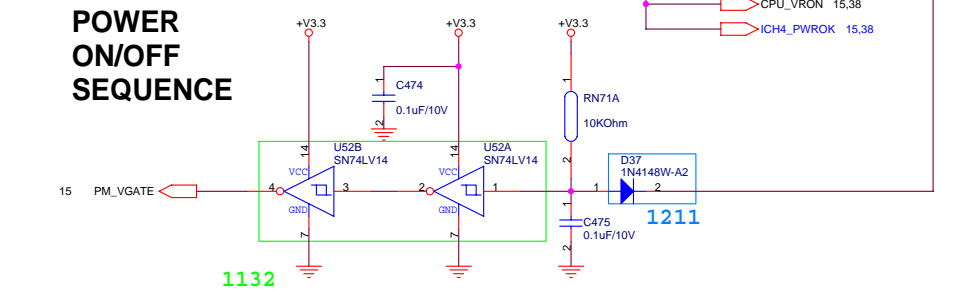 POWER
ON/OFF
SEQUENCE
+V3.3
+V3.3
+V3.3
CPU_VRON 15,38
ICH4_PWROK 15,38
1
C474
0.1uF/10V
2
1
RN71A
10KOhm
2
14
U52B
SN74LV14
VCC
14
U52A
SN74LV14
VCC
D37
1N4148W-A2
15 PM_VGATE
4
3
2
1
1
2
GND
7
GND
7
1
C475
0.1uF/10V
2
1211
1132